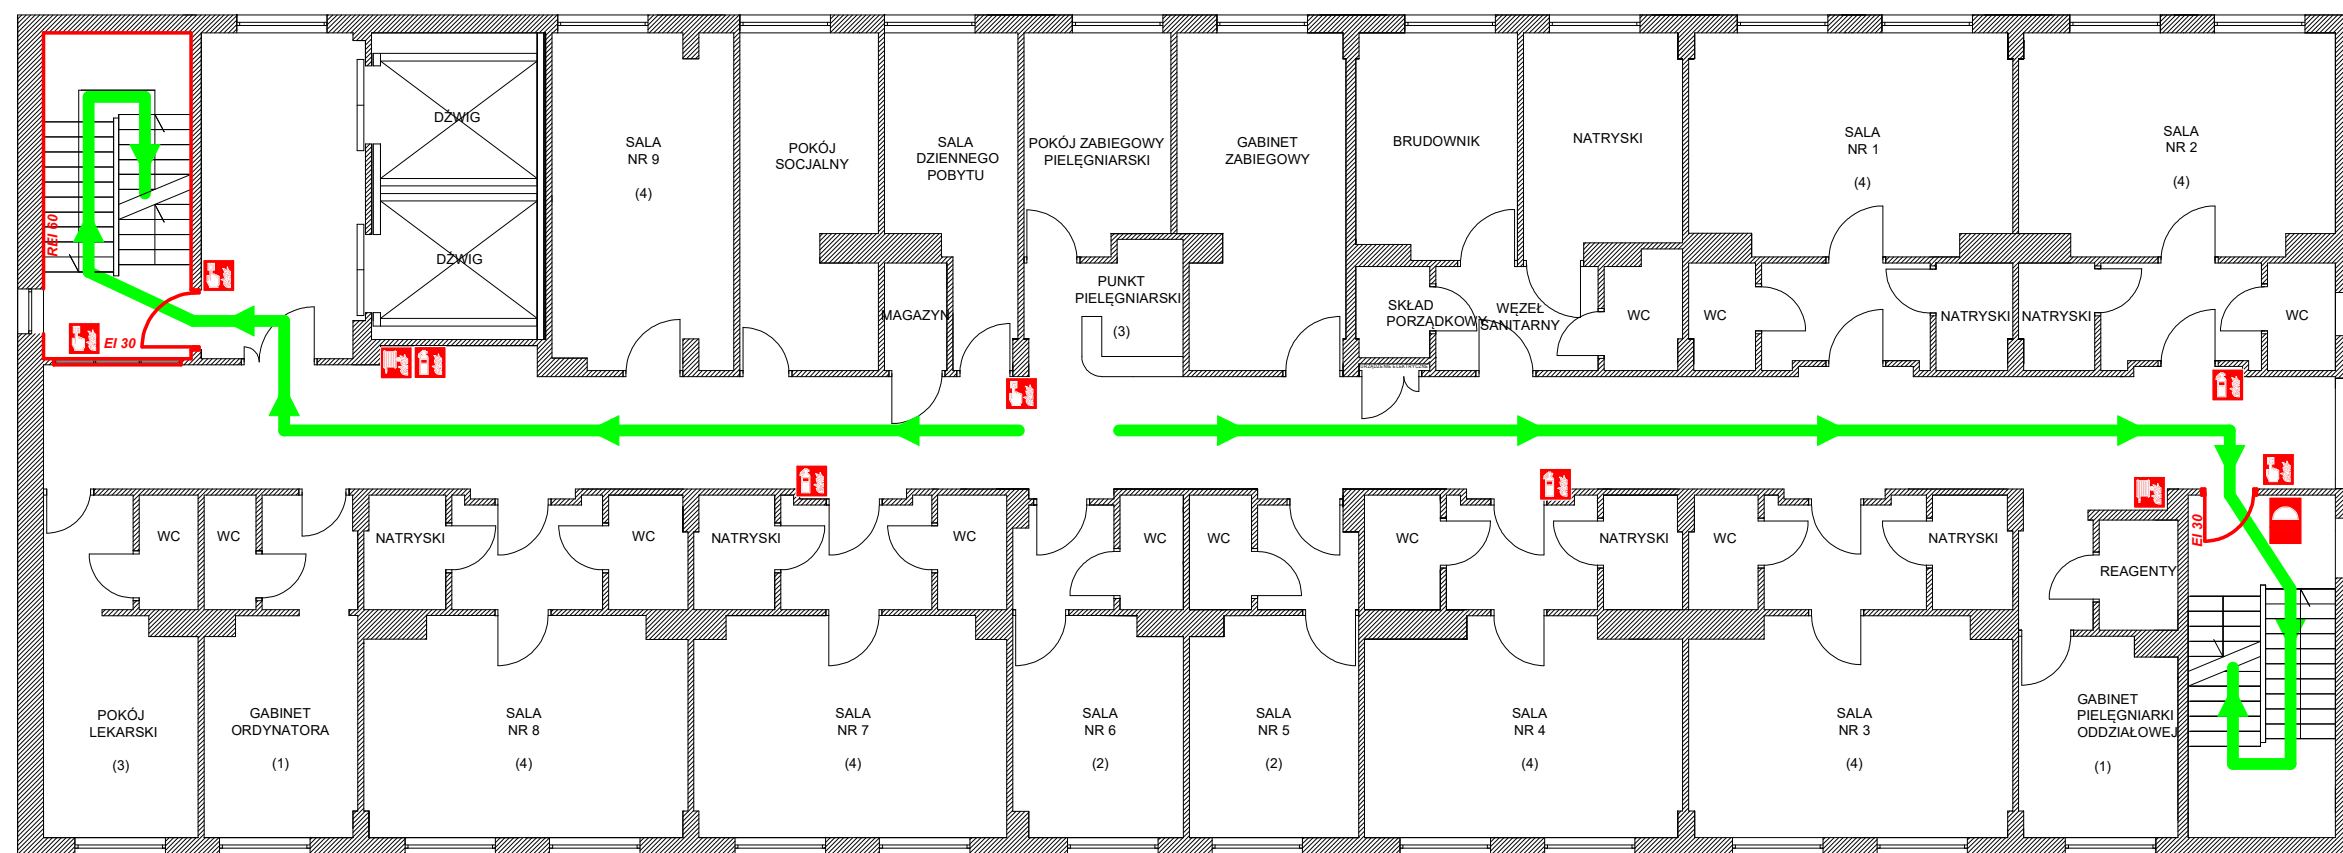 DŹWIG
DŹWIG
SALA
NR 9
(4)
POKÓJ
SOCJALNY
SALA
DZIENNEGO
POBYTU
POKÓJ ZABIEGOWY
PIELĘGNIARSKI
GABINET
ZABIEGOWY
BRUDOWNIK
NATRYSKI
SALA
NR 1
(4)
SALA
NR 2
(4)
REI 60
EI 30
MAGAZYN
PUNKT
PIELĘGNIARSKI
(3)
SKŁAD
PORZĄDKOWY
WĘZEŁ
SANITARNY
WC
WC
NATRYSKI
NATRYSKI
WC
WC
WC
NATRYSKI
WC
NATRYSKI
WC
WC
WC
WC
NATRYSKI
WC
NATRYSKI
REAGENTY
EI 30
POKÓJ
LEKARSKI
(3)
GABINET
ORDYNATORA
(1)
SALA
NR 8
(4)
SALA
NR 7
(4)
SALA
NR 6
(2)
SALA
NR 5
(2)
SALA
NR 4
(4)
SALA
NR 3
(4)
GABINET
PIELĘGNIARKI
ODDZIAŁOWEJ
(1)